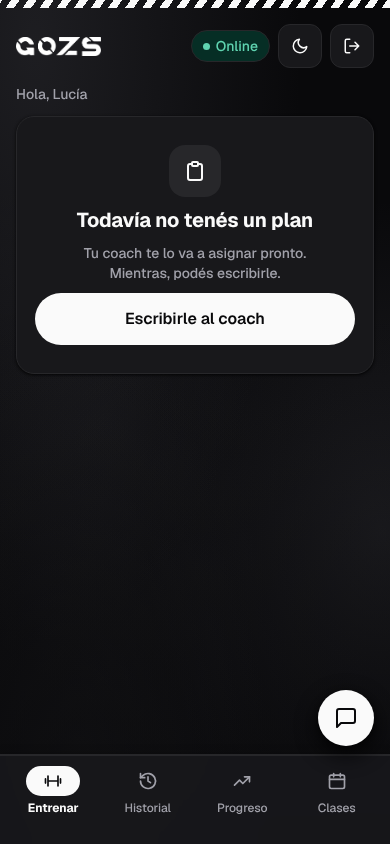 GOZS
Online
Hola, Lucía
Todavía no tenés un plan
Tu coach te lo va a asignar pronto.
Mientras, podés escribirle.
Escribirle al coach
Entrenar
Historial
Progreso
Clases